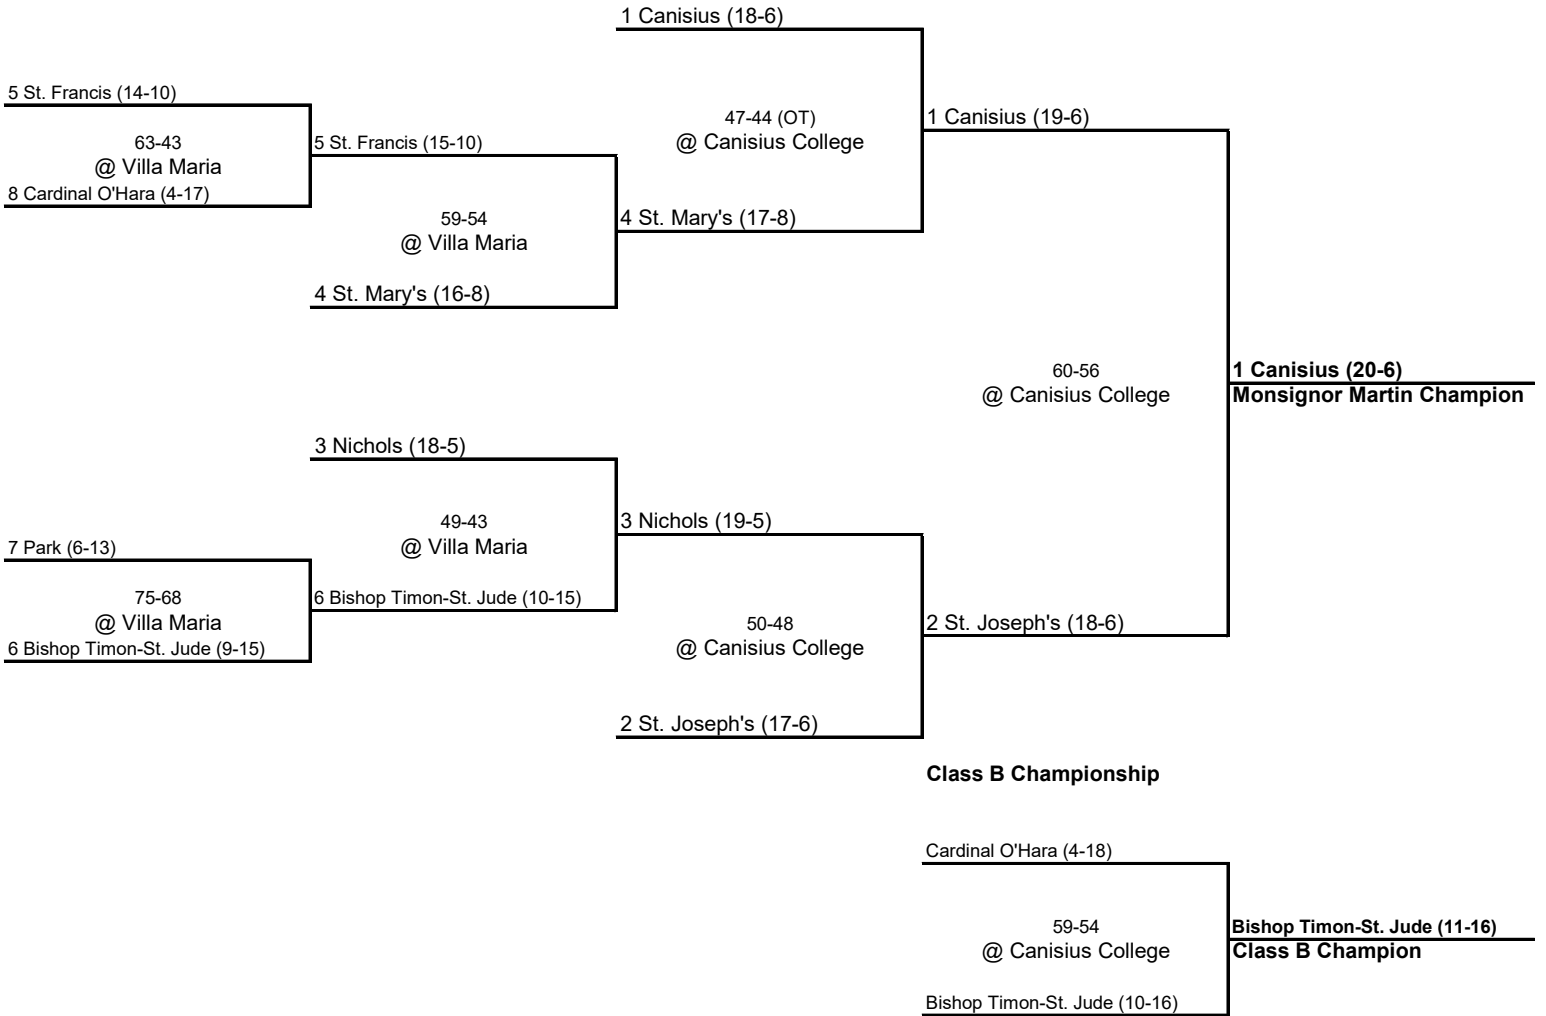 1 Canisius (18-6)
5 St. Francis (14-10)
47-44 (OT)
@ Canisius College
1 Canisius (19-6)
63-43
@ Villa Maria
5 St. Francis (15-10)
8 Cardinal O'Hara (4-17)
59-54
@ Villa Maria
4 St. Mary's (17-8)
4 St. Mary's (16-8)
60-56
@ Canisius College
1 Canisius (20-6)
Monsignor Martin Champion
3 Nichols (18-5)
49-43
@ Villa Maria
3 Nichols (19-5)
7 Park (6-13)
75-68
@ Villa Maria
6 Bishop Timon-St. Jude (10-15)
6 Bishop Timon-St. Jude (9-15)
50-48
@ Canisius College
2 St. Joseph's (18-6)
2 St. Joseph's (17-6)
Class B Championship
Cardinal O'Hara (4-18)
59-54
@ Canisius College
Bishop Timon-St. Jude (11-16)
Class B Champion
Bishop Timon-St. Jude (10-16)